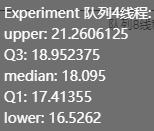 Experiment 队列4线程:
upper: 21.2606125
Q3: 18.952375
median: 18.095
Q1: 17.41355
lower: 16.5262